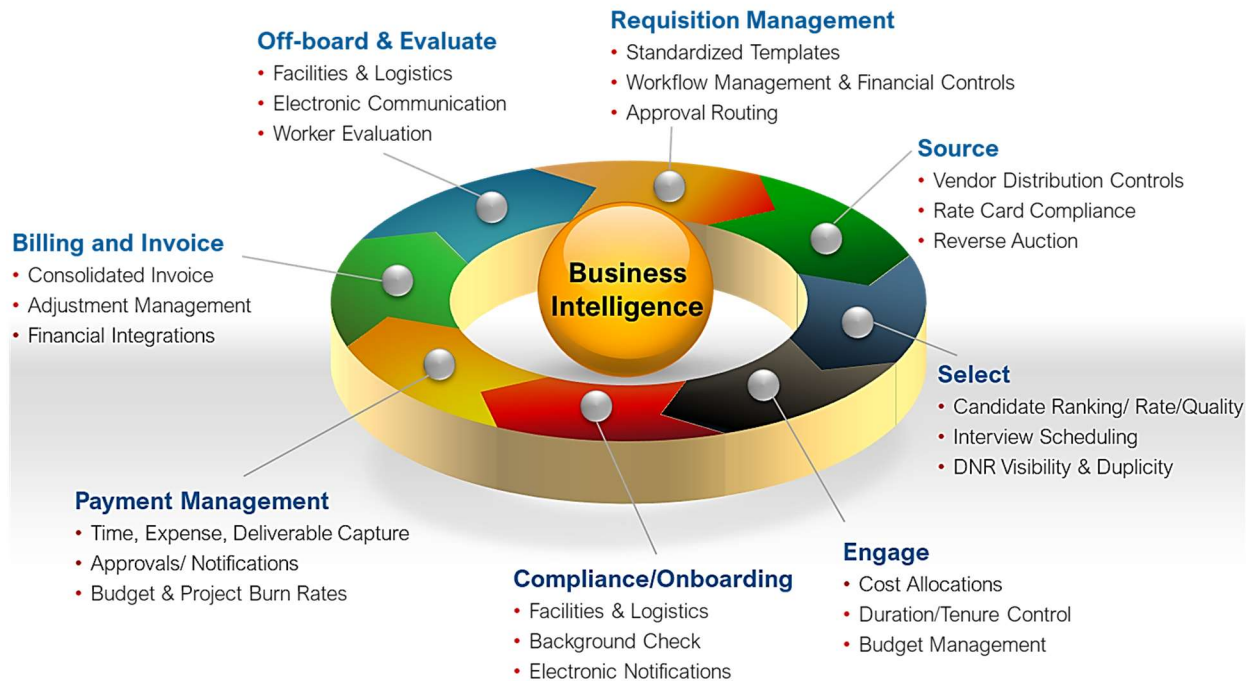 Requisition Management
• Standardized Templates
• Workflow Management & Financial Controls
• Approval Routing
Source
• Vendor Distribution Controls
• Rate Card Compliance
• Reverse Auction
Select
• Candidate Ranking/ Rate/Quality
• Interview Scheduling
• DNR Visibility & Duplicity
Engage
• Cost Allocations
• Duration/Tenure Control
• Budget Management
Compliance/Onboarding
• Facilities & Logistics
• Background Check
• Electronic Notifications
Payment Management
• Time, Expense, Deliverable Capture
• Approvals/ Notifications
• Budget & Project Burn Rates
Billing and Invoice
• Consolidated Invoice
• Adjustment Management
• Financial Integrations
Off-board & Evaluate
• Facilities & Logistics
• Electronic Communication
• Worker Evaluation
Business
Intelligence